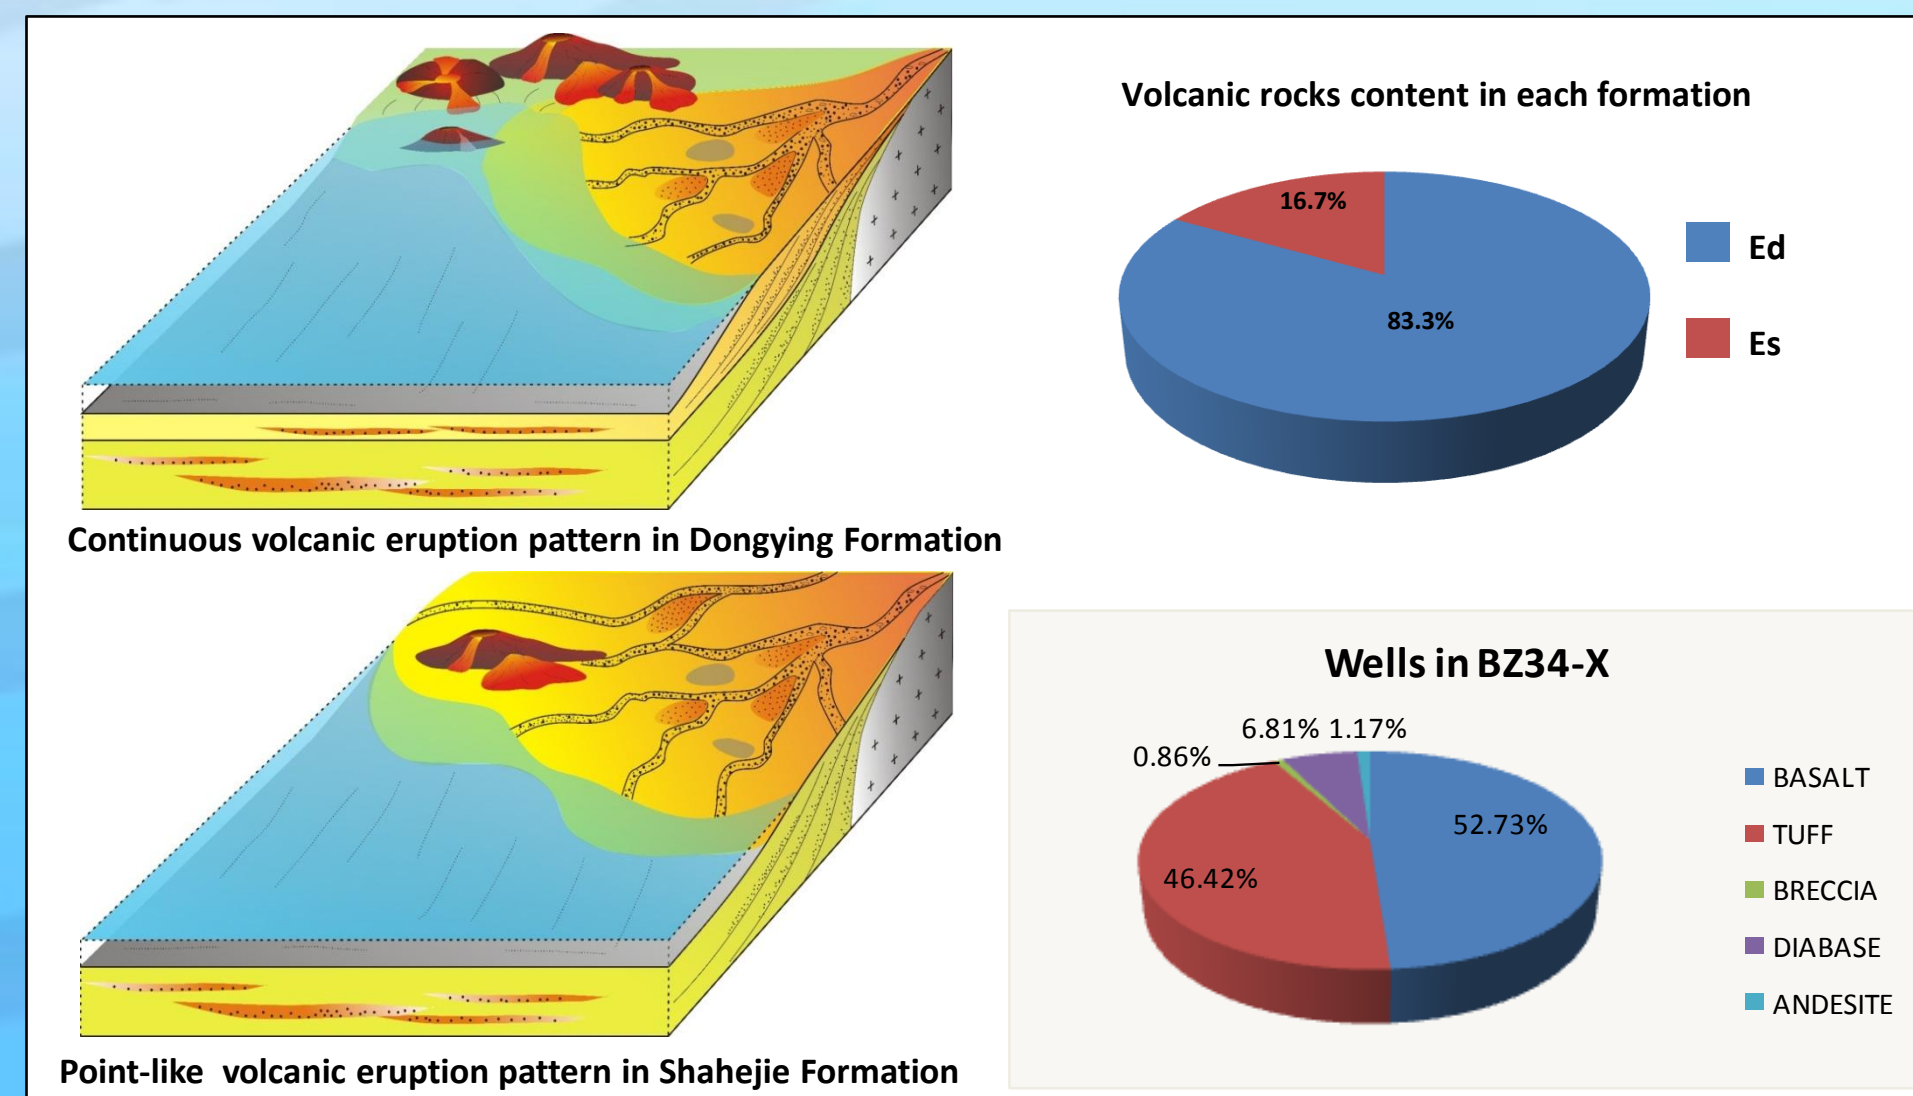 Volcanic rocks content in each formation
16.7%
83.3%
Ed
Es
Continuous volcanic eruption pattern in Dongying Formation
Wells in BZ34-X
6.81% 1.17%
0.86%
52.73%
46.42%
BASALT
TUFF
BRECCIA
DIABASE
ANDESITE
Point-like volcanic eruption pattern in Shahejie Formation